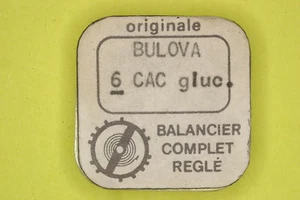 originale
BULOVA
6 CAC gluc.
BALANCIER
COMPLET
REGLÉ